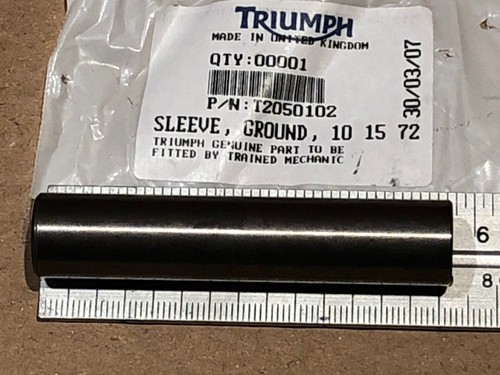 TRIUMPH
MADE IN UNITED KINGDOM
QTY:00001
P/N:T2050102
30/03/07
SLEEVE, GROUND, 10 15 72
TRIUMPH GENUINE PART TO BE
FITTED BY TRAINED MECHANIC
6
8